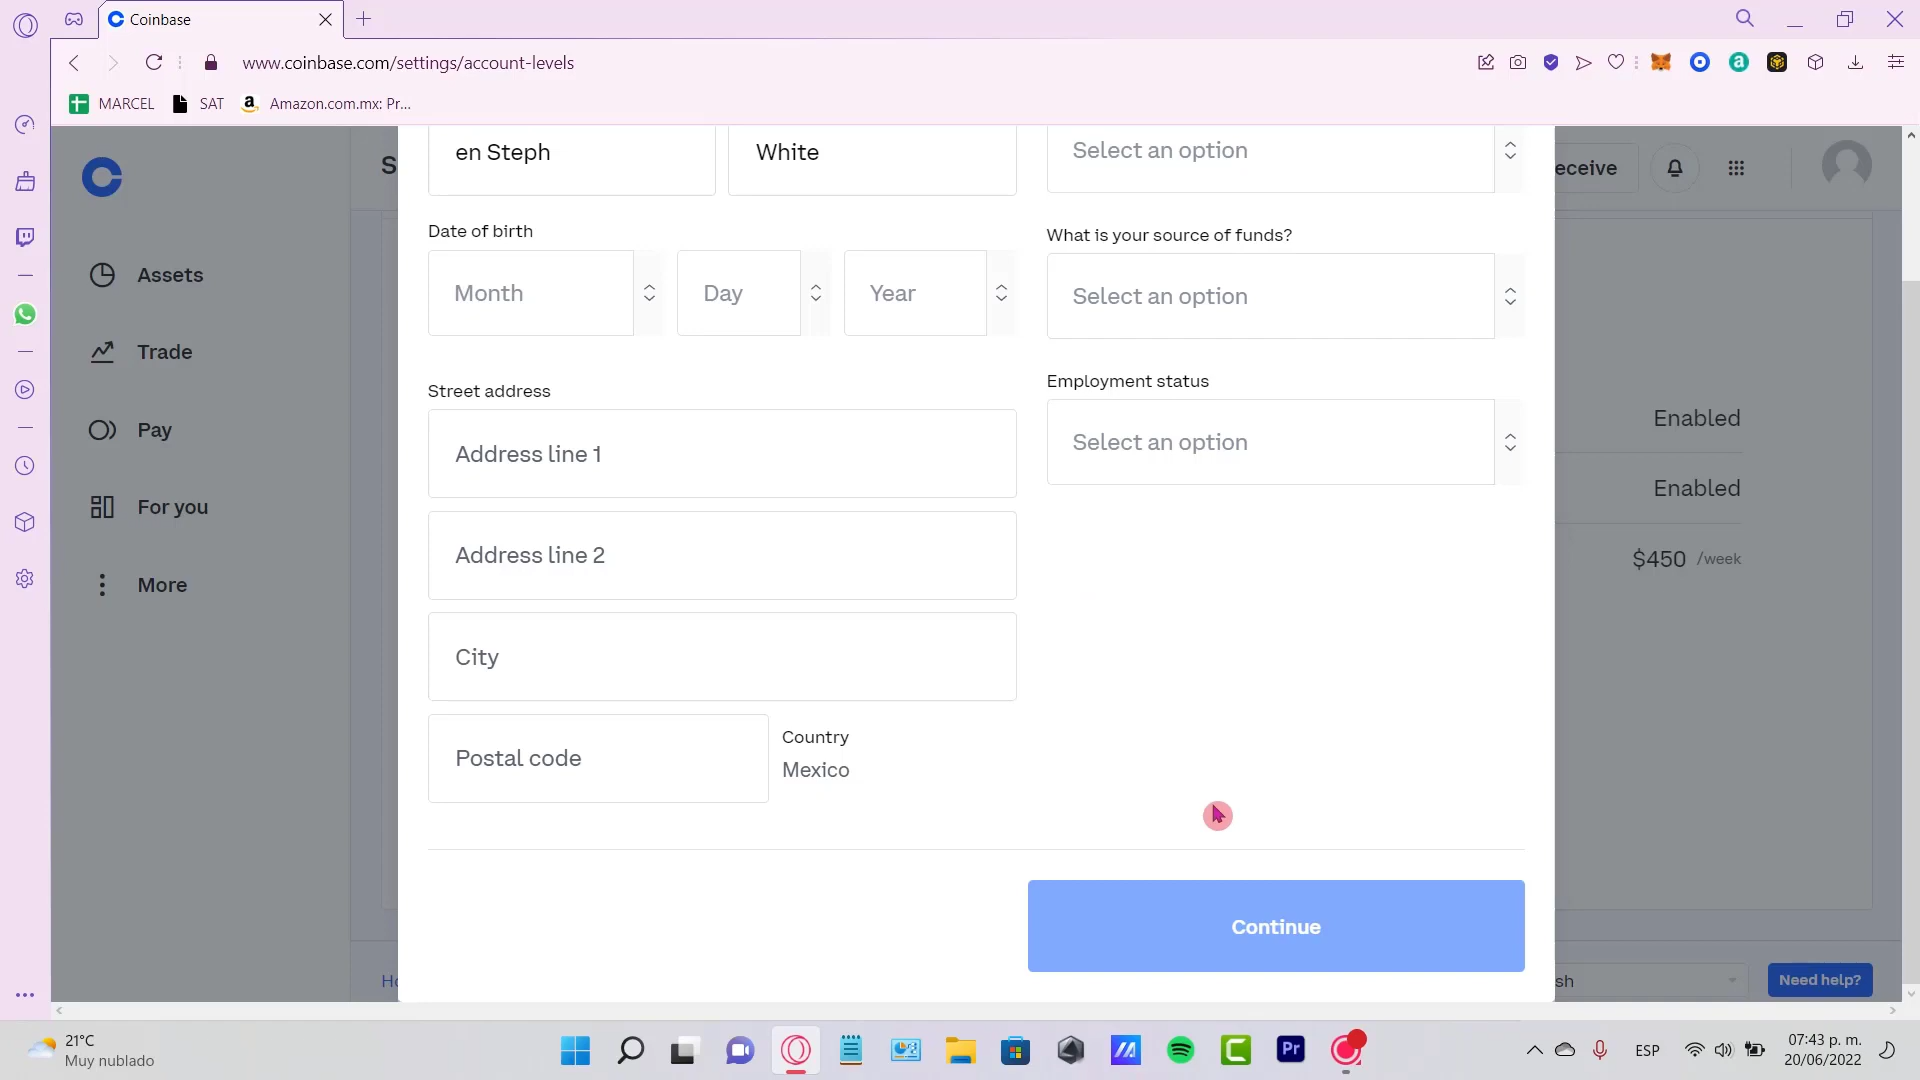 Coinbase
www.coinbase.com/settings/account-levels
MARCEL SAT Amazon.com.mx: Pr...
S
eceive
en Steph
White
Select an option
Date of birth
Month
Day
Year
What is your source of funds?
Select an option
Street address
Address line 1
Employment status
Select an option
Address line 2
City
Postal code
Country
Mexico
Continue
Assets
Trade
Pay
For you
More
Enabled
Enabled
$450 /week
Ho
sh
Need help?
21°C
Muy nublado
Pr
ESP
07:43 p. m.
20/06/2022